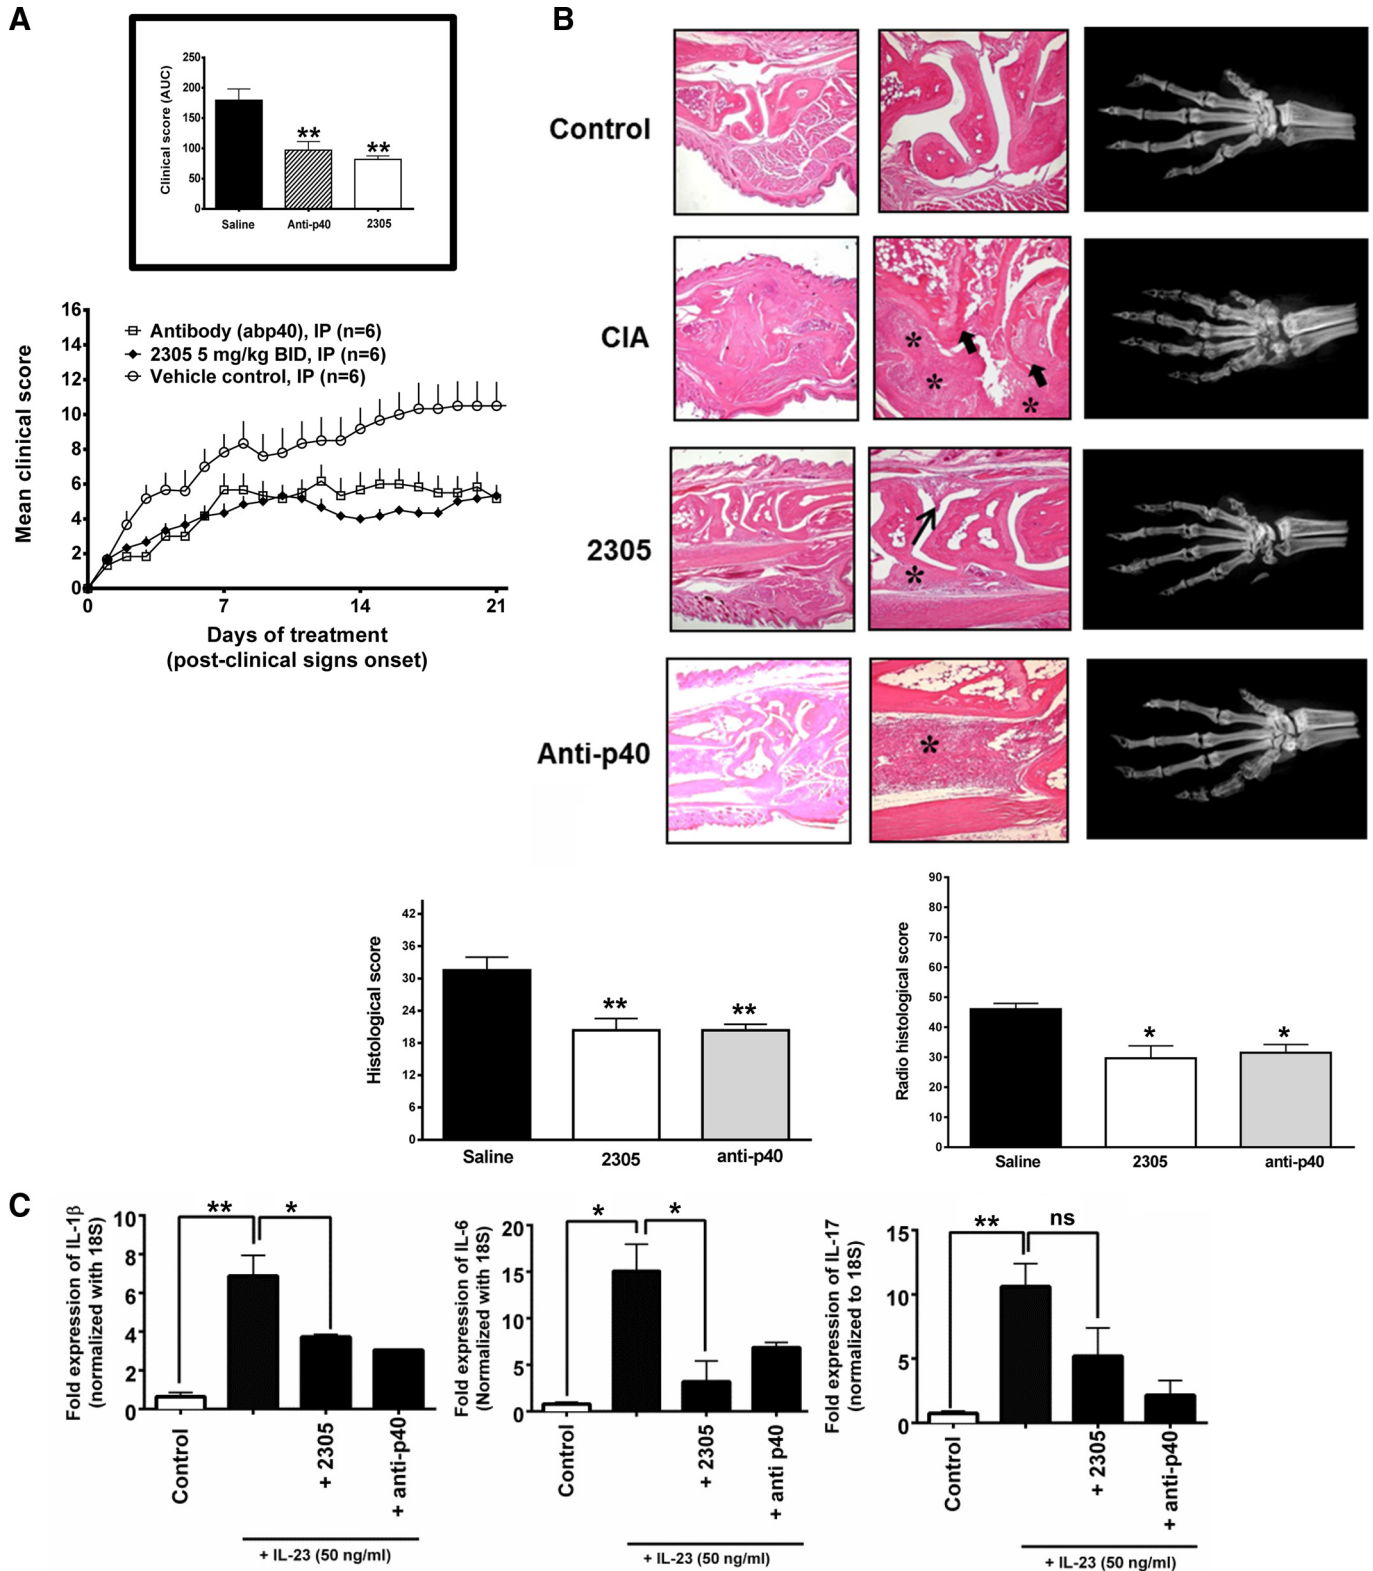 A
Clinical score (AUC)
250
200
150
100
50
0
**
**
Saline
Anti-p40
2305
Mean clinical score
16
14
12
10
8
6
4
2
0
Antibody (abp40), IP (n=6)
2305 5 mg/kg BID, IP (n=6)
Vehicle control, IP (n=6)
0
7
14
21
Days of treatment
(post-clinical signs onset)
B
Control
CIA
*
*
*
2305
*
Anti-p40
*
Histological score
42
36
30
24
18
12
6
0
**
**
Saline
2305
anti-p40
Radio histological score
90
80
70
60
50
40
30
20
10
0
*
*
Saline
2305
anti-p40
C
Fold expression of IL-1β
(normalized with 18S)
10
8
6
4
2
0
**
*
Control
+ 2305
+ anti-p40
+ IL-23 (50 ng/ml)
Fold expression of IL-6
(Normalized with 18S)
20
15
10
5
0
*
*
Control
+ 2305
+ anti p40
+ IL-23 (50 ng/ml)
Fold expression of IL-17
(normalized to 18S)
15
10
5
0
**
ns
Control
+ 2305
+ anti-p40
+ IL-23 (50 ng/ml)